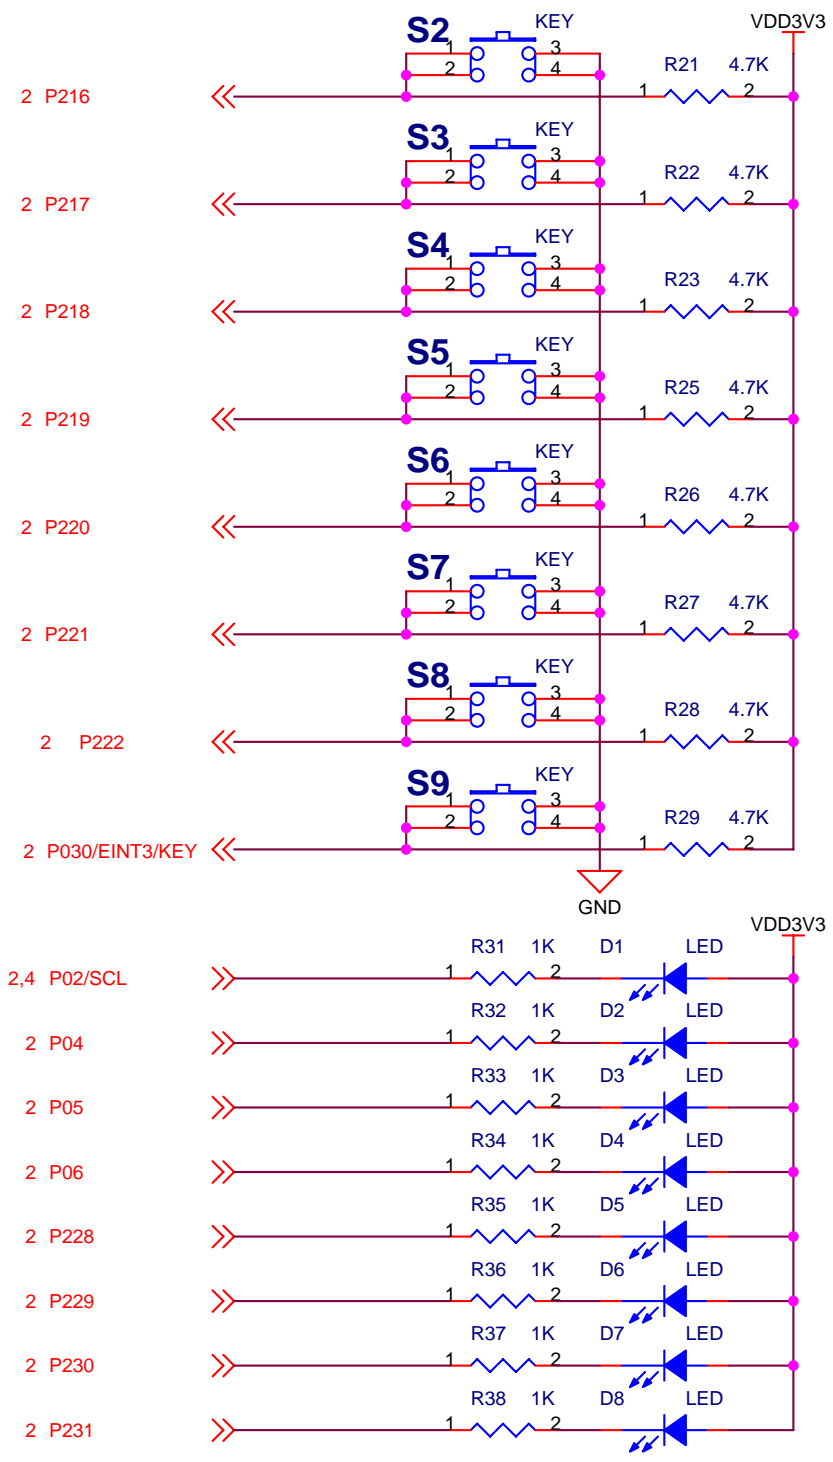 S2 KEY VDD3V3
1 3
2 4
R21 4.7K
2 P216 1 2
S3 KEY
1 3
2 4
R22 4.7K
2 P217 1 2
S4 KEY
1 3
2 4
R23 4.7K
2 P218 1 2
S5 KEY
1 3
2 4
R25 4.7K
2 P219 1 2
S6 KEY
1 3
2 4
R26 4.7K
2 P220 1 2
S7 KEY
1 3
2 4
R27 4.7K
2 P221 1 2
S8 KEY
1 3
2 4
R28 4.7K
2 P222 1 2
S9 KEY
1 3
2 4
R29 4.7K
2 P030/EINT3/KEY 1 2
GND
VDD3V3
R31 1K D1 LED
2,4 P02/SCL 1 2
R32 1K D2 LED
2 P04 1 2
R33 1K D3 LED
2 P05 1 2
R34 1K D4 LED
2 P06 1 2
R35 1K D5 LED
2 P228 1 2
R36 1K D6 LED
2 P229 1 2
R37 1K D7 LED
2 P230 1 2
R38 1K D8 LED
2 P231 1 2